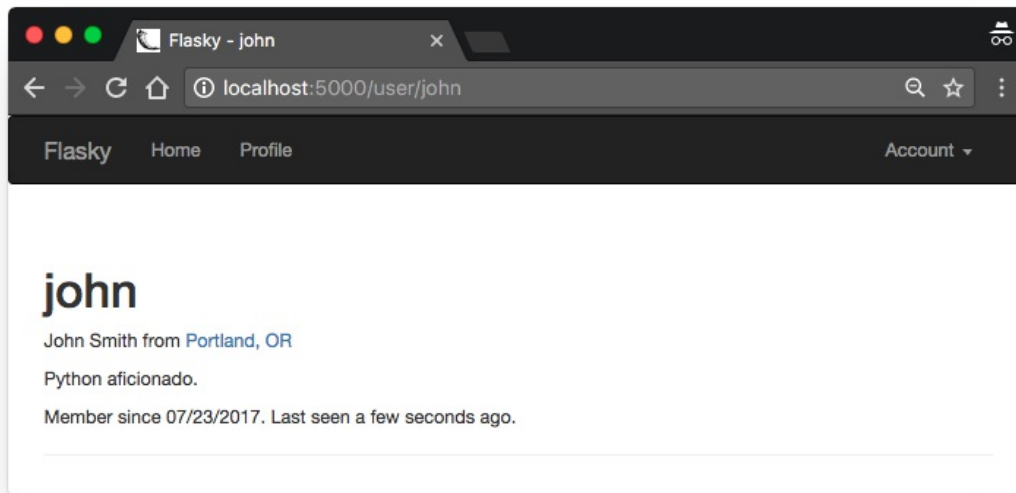 Flasky - john
localhost:5000/user/john
Flasky Home Profile Account
john
John Smith from Portland, OR
Python aficionado.
Member since 07/23/2017. Last seen a few seconds ago.